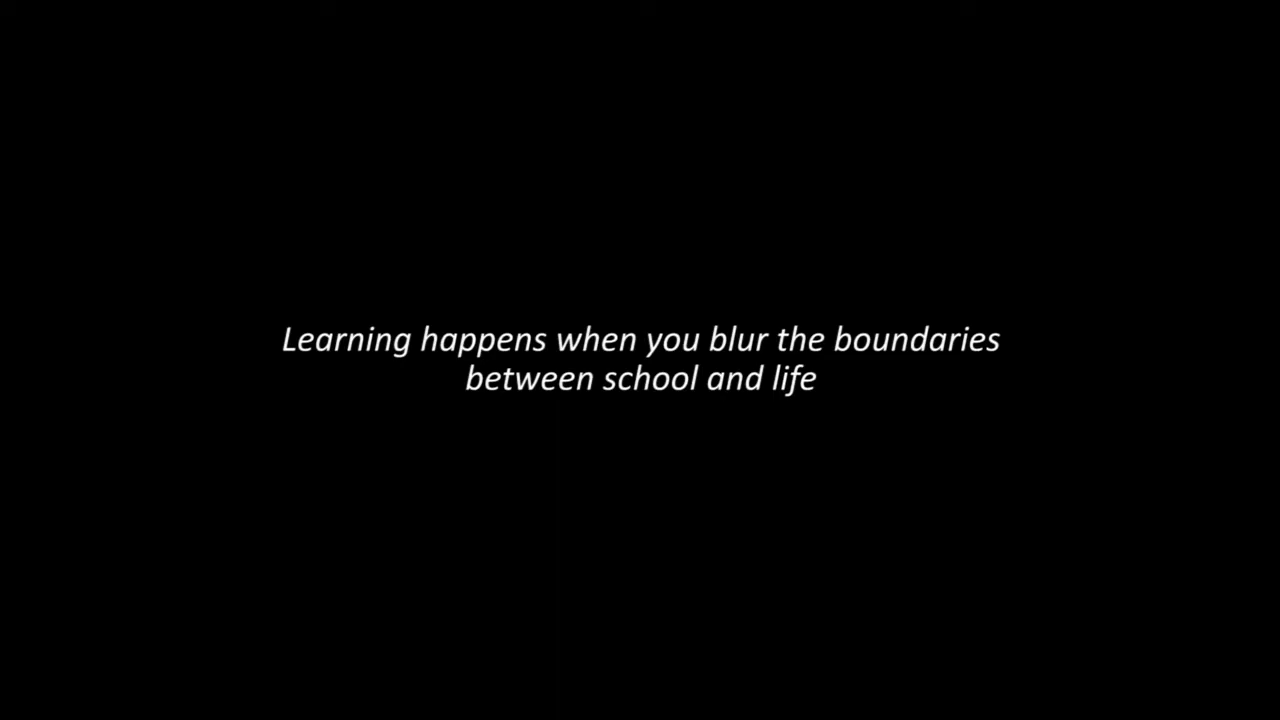 Learning happens when you blur the boundaries
between school and life